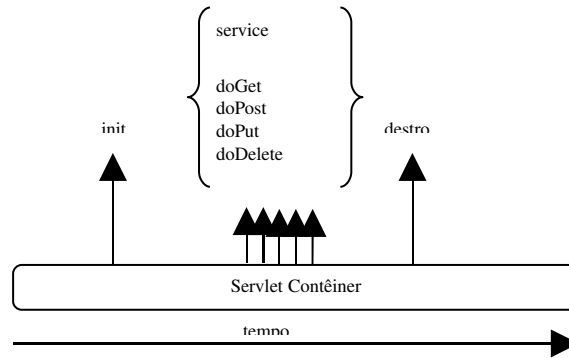 service
doGet
doPost
doPut
doDelete
init
destro
Servlet Contêiner
tempo